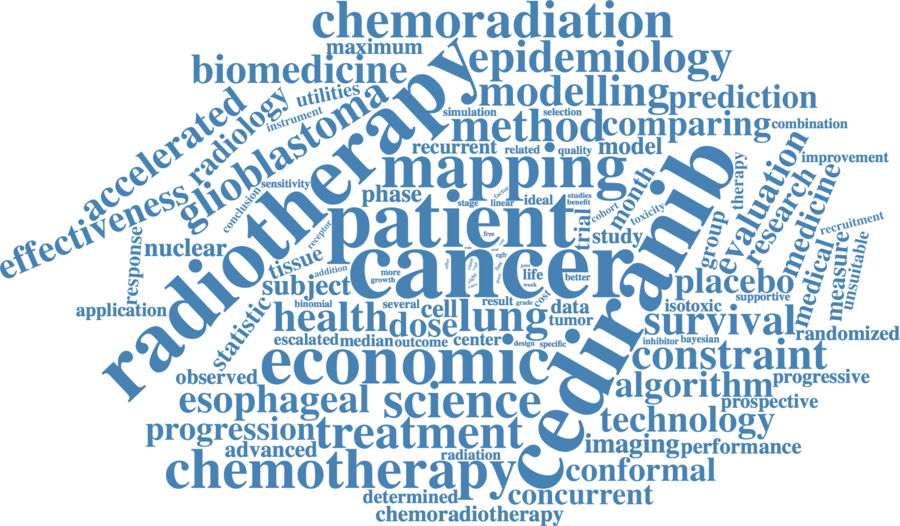 chemoradiation
maximum
biomedicine
epidemiology
utilities
modelling
prediction
accelerated
radiology
instrument
glioblastoma
radiotherapy
simulation
selection
method
comparing
combination
recurrent
related
quality
model
mapping
improvement
effectiveness
conclusion
sensitivity
phase
stage
factor
linear
ideal
studies
benefit
cohort
month
toxicity
therapy
evaluation
research
medicine
patient
trial
study
group
receptor
response
nuclear
tissue
free
cancer
cediranib
recruitment
medical
measure
unsuitable
subject
addition
more
growth
egfr
life
week
better
cost
placebo
supportive
application
statistic
binomial
several
cell
result
grade
data
isotoxic
health
dose
lung
tumor
survival
randomized
escalated
median
outcome
center
design
specific
inhibitor
bayesian
economic
constraint
observed
algorithm
progressive
esophageal
science
prospective
progression
treatment
technology
advanced
radiation
imaging
performance
chemotherapy
conformal
determined
concurrent
chemoradiotherapy